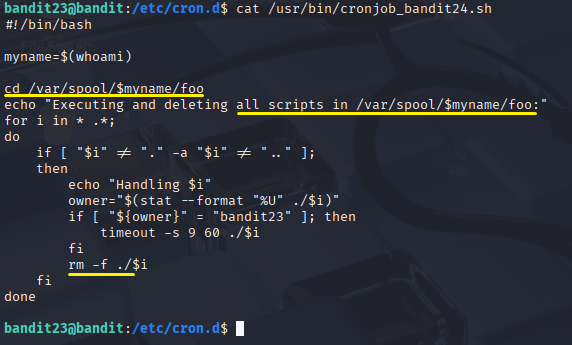 bandit23@bandit:/etc/cron.d$ cat /usr/bin/cronjob_bandit24.sh
#!/bin/bash
myname=$(whoami)
cd /var/spool/$myname/foo
echo "Executing and deleting all scripts in /var/spool/$myname/foo:"
for i in * .*;
do
    if [ "$i" != "." -a "$i" != ".." ];
    then
        echo "Handling $i"
        owner="$(stat --format "%U" ./$i)"
        if [ "${owner}" = "bandit23" ]; then
            timeout -s 9 60 ./$i
        fi
        rm -f ./$i
    fi
done
bandit23@bandit:/etc/cron.d$